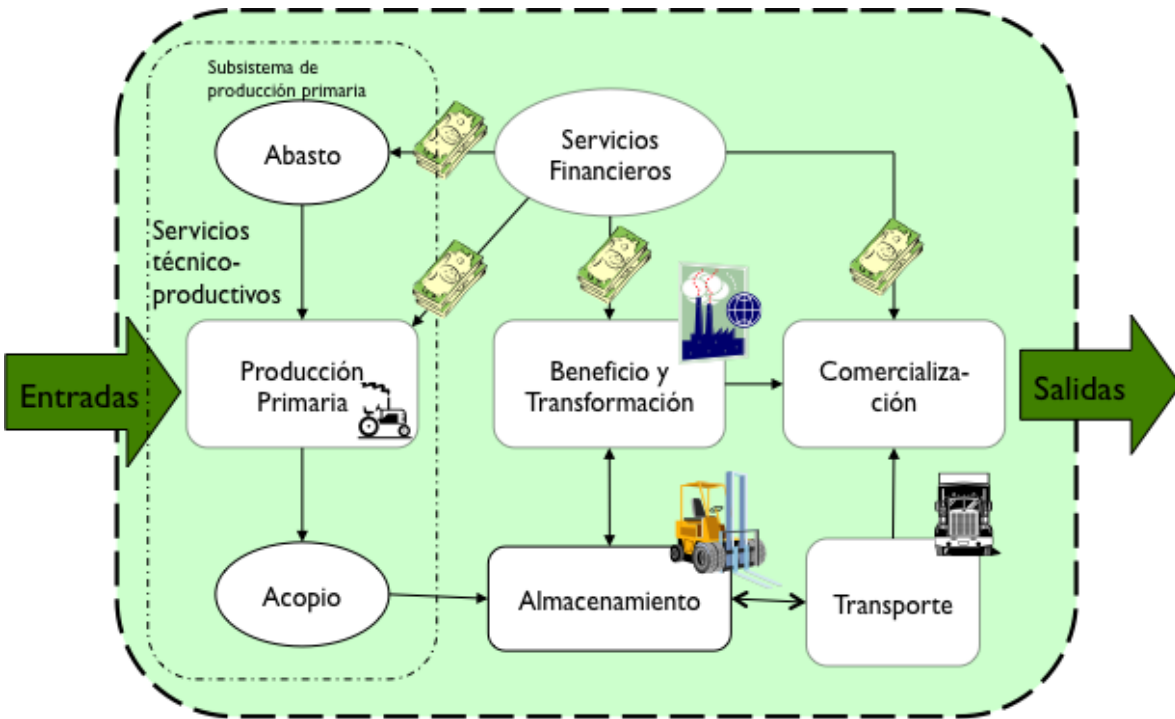 Subsistema de
producción primaria
Abasto
Servicios
Financieros
Servicios
técnico-
productivos
Entradas
Producción
Primaria
Beneficio y
Transformación
Comercializa-
ción
Salidas
Acopio
Almacenamiento
Transporte